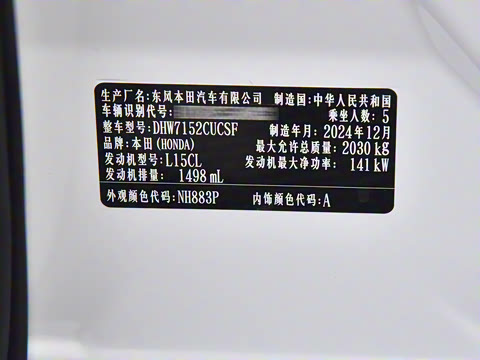 生产厂名:东风本田汽车有限公司 制造国:中华人民共和国
车辆识别代号: 乘坐人数: 5
整车型号:DHW7152CUCSF 制造年月: 2024年12月
品牌:本田(HONDA) 最大允许总质量: 2030 kg
发动机型号:L15CL 发动机最大净功率: 141 kW
发动机排量: 1498 mL
外观颜色代码:NH883P 内饰颜色代码:A